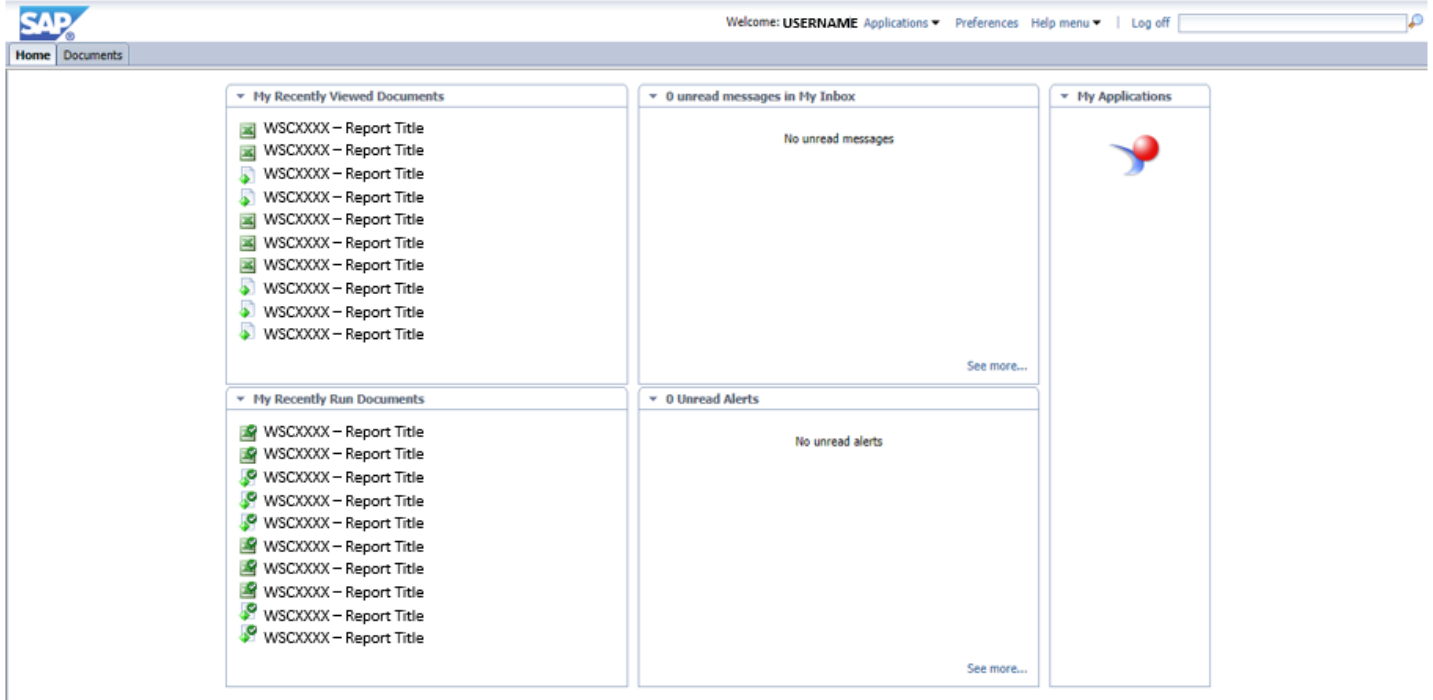 SAP®
Welcome: USERNAME Applications Preferences Help menu | Log off
Home Documents
My Recently Viewed Documents
WSCXXXX – Report Title
WSCXXXX – Report Title
WSCXXXX – Report Title
WSCXXXX – Report Title
WSCXXXX – Report Title
WSCXXXX – Report Title
WSCXXXX – Report Title
WSCXXXX – Report Title
WSCXXXX – Report Title
WSCXXXX – Report Title
0 unread messages in My Inbox
No unread messages
See more...
My Applications
My Recently Run Documents
WSCXXXX – Report Title
WSCXXXX – Report Title
WSCXXXX – Report Title
WSCXXXX – Report Title
WSCXXXX – Report Title
WSCXXXX – Report Title
WSCXXXX – Report Title
WSCXXXX – Report Title
WSCXXXX – Report Title
WSCXXXX – Report Title
0 Unread Alerts
No unread alerts
See more...